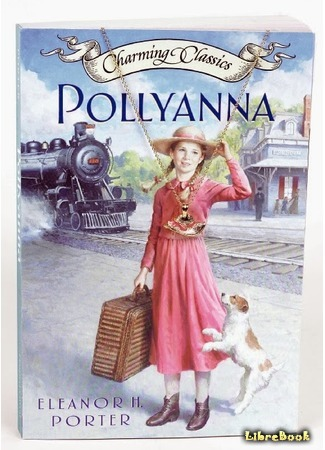 Charming Classics
POLLYANNA
ELEANOR H.
PORTER
LibreBook